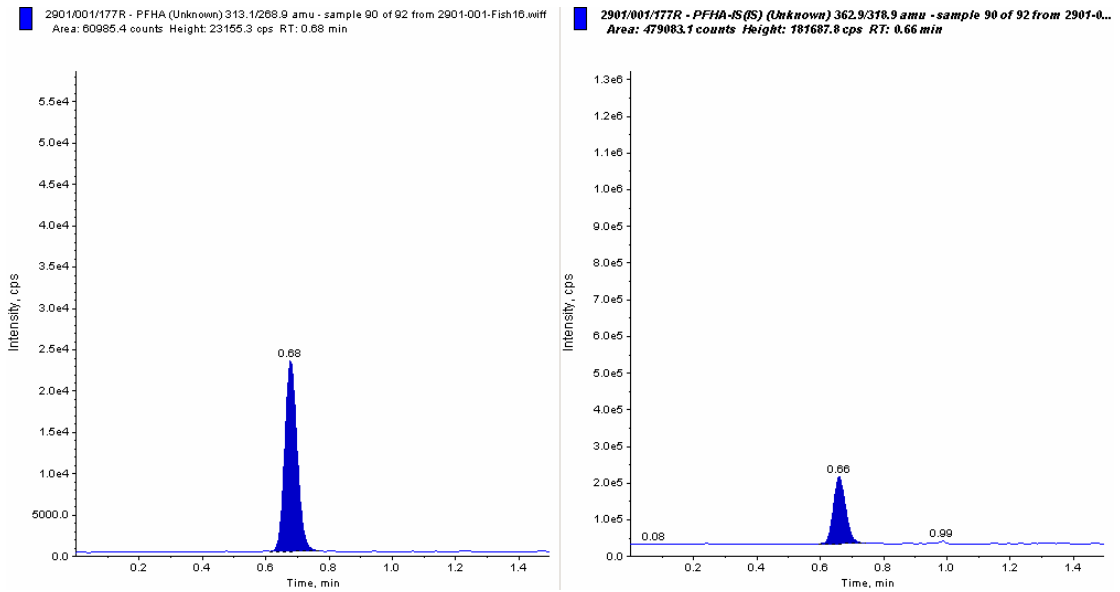 2901/001/177R - PFHA (Unknown) 313.1/268.9 amu - sample 90 of 92 from 2901-001-Fish16.wiff
Area: 60985.4 counts Height: 23155.3 cps RT: 0.68 min
5.5e4
5.0e4
4.5e4
4.0e4
3.5e4
3.0e4
2.5e4
2.0e4
1.5e4
1.0e4
5000.0
0.0
Intensity, cps
0.68
0.2 0.4 0.6 0.8 1.0 1.2 1.4
Time, min
2901/001/177R - PFHA-IS(IS) (Unknown) 362.9/318.9 amu - sample 90 of 92 from 2901-0...
Area: 479083.1 counts Height: 181687.8 cps RT: 0.66 min
1.3e6
1.2e6
1.1e6
1.0e6
9.0e5
8.0e5
7.0e5
6.0e5
5.0e5
4.0e5
3.0e5
2.0e5
1.0e5
0.0
Intensity, cps
0.08
0.66
0.99
0.2 0.4 0.6 0.8 1.0 1.2 1.4
Time, min